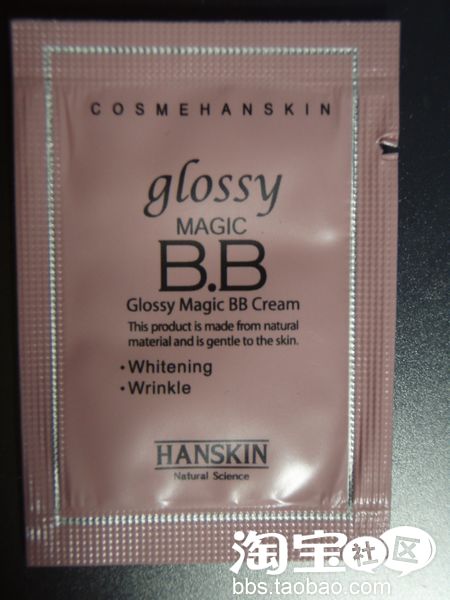 COSMEHANSKIN
glossy
MAGIC
B.B
Glossy Magic BB Cream
This product is made from natural
material and is gentle to the skin.
·Whitening
·Wrinkle
HANSKIN
Natural Science
淘宝社区
bbs.taobao.com